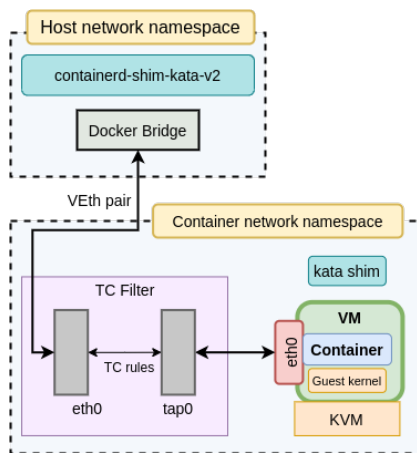 Host network namespace
containerd-shim-kata-v2
Docker Bridge
VEth pair
Container network namespace
kata shim
TC Filter
VM
eth0
Container
TC rules
Guest kernel
eth0
tap0
KVM